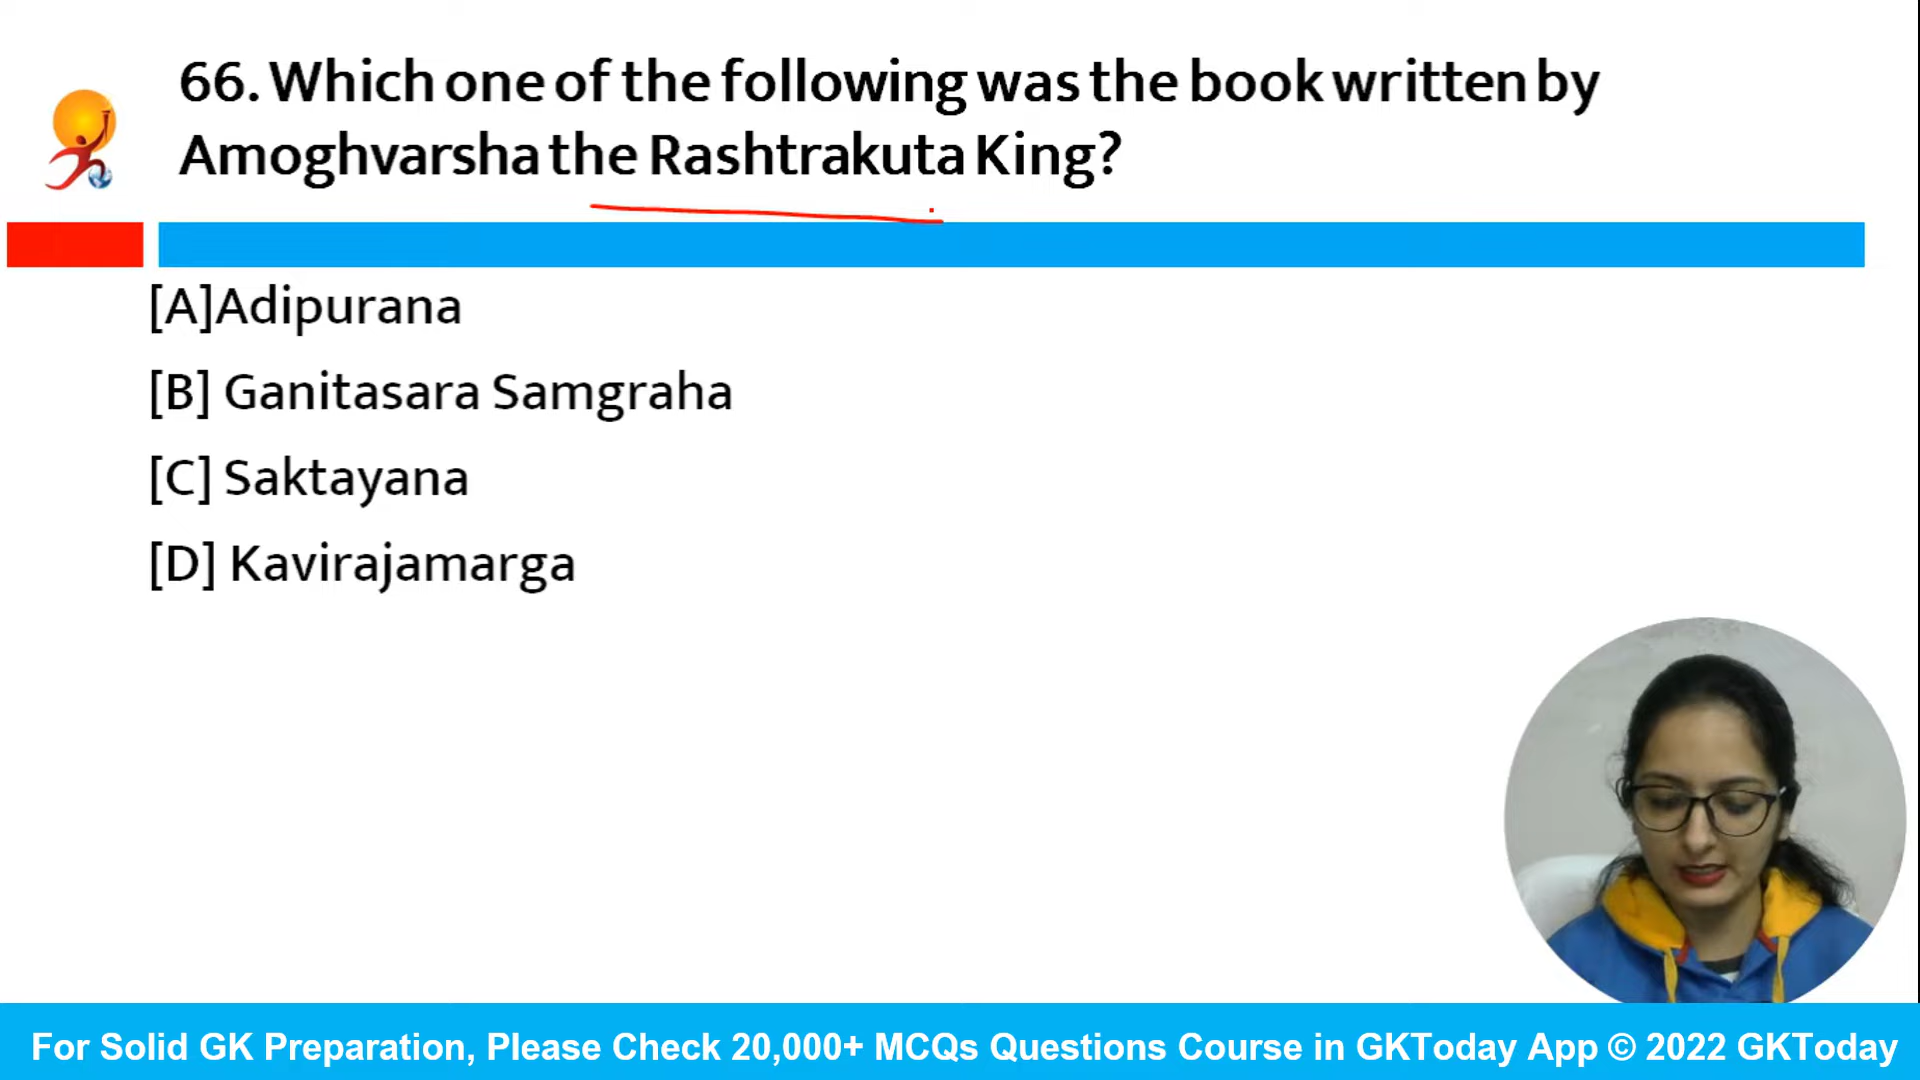 66. Which one of the following was the book written by
Amoghvarsha the Rashtrakuta King?
[A]Adipurana
[B] Ganitasara Samgraha
[C] Saktayana
[D] Kavirajamarga
For Solid GK Preparation, Please Check 20,000+ MCQs Questions Course in GKToday App © 2022 GKToday